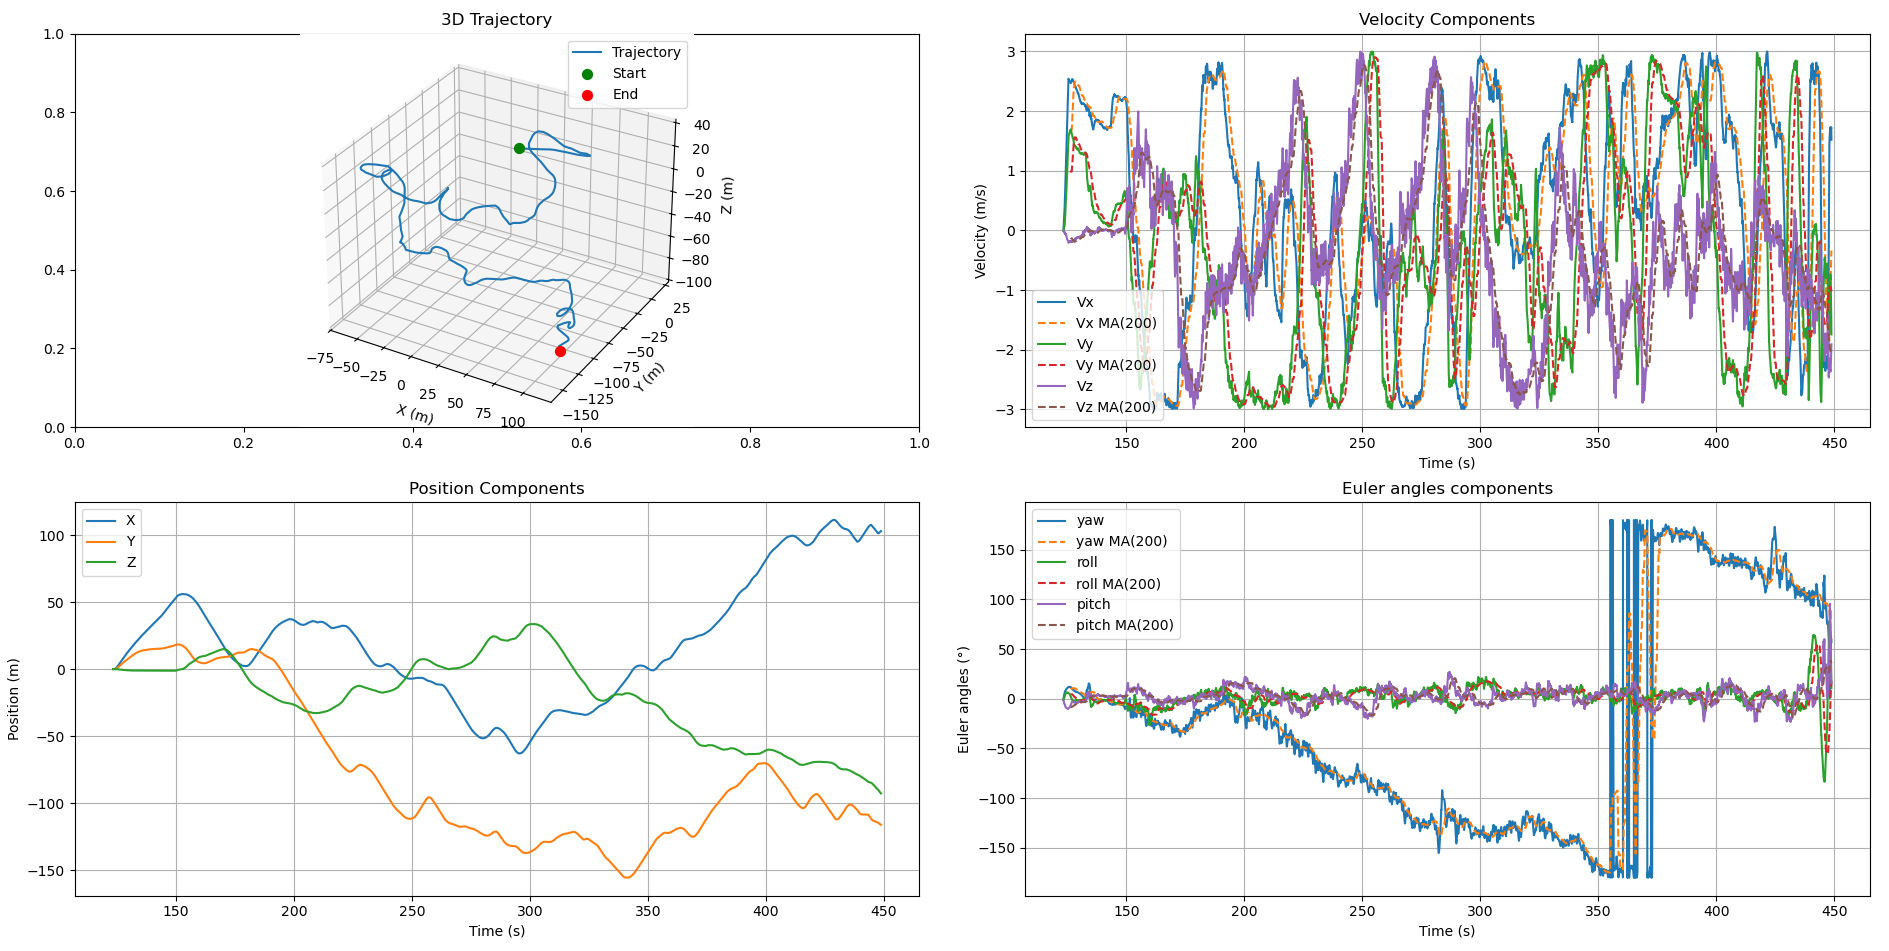 3D Trajectory
1.0
0.8
0.6
0.4
0.2
0.0
0.0
0.2
0.4
0.6
0.8
1.0
Trajectory
Start
End
40
20
0
−20
−40
−60
−80
−100
Z (m)
25
0
−25
−50
−75
−100
−125
−150
Y (m)
−75
−50
−25
0
25
50
75
100
X (m)
Velocity Components
Velocity (m/s)
3
2
1
0
−1
−2
−3
Vx
Vx MA(200)
Vy
Vy MA(200)
Vz
Vz MA(200)
150
200
250
300
350
400
450
Time (s)
Position Components
Position (m)
100
50
0
−50
−100
−150
X
Y
Z
150
200
250
300
350
400
450
Time (s)
Euler angles components
Euler angles (°)
150
100
50
0
−50
−100
−150
yaw
yaw MA(200)
roll
roll MA(200)
pitch
pitch MA(200)
150
200
250
300
350
400
450
Time (s)